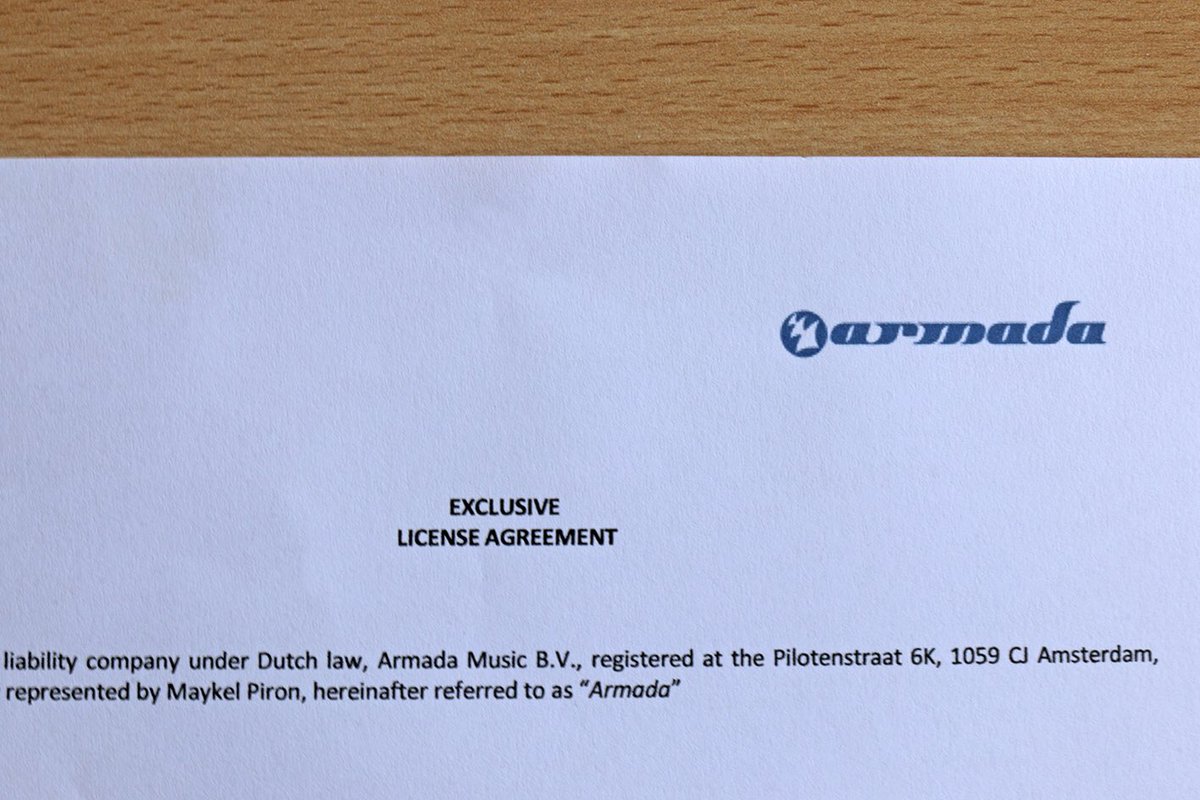 armada
EXCLUSIVE
LICENSE AGREEMENT
liability company under Dutch law, Armada Music B.V., registered at the Pilotenstraat 6K, 1059 CJ Amsterdam,
represented by Maykel Piron, hereinafter referred to as “Armada”